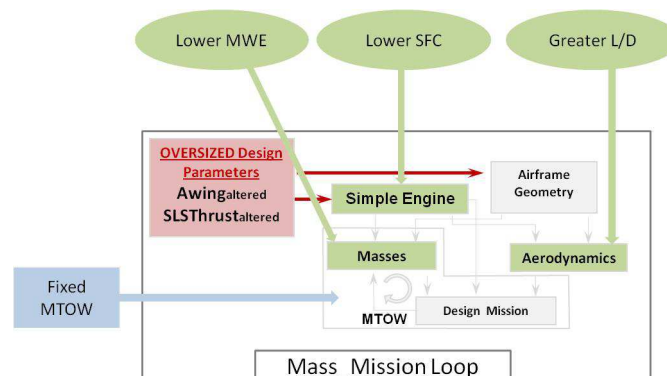 Lower MWE
Lower SFC
Greater L/D
OVERSIZED Design
Parameters
Awingaltered
SLSThrustaltered
Airframe
Geometry
Simple Engine
Masses
Aerodynamics
Fixed
MTOW
MTOW
Design Mission
Mass Mission Loop